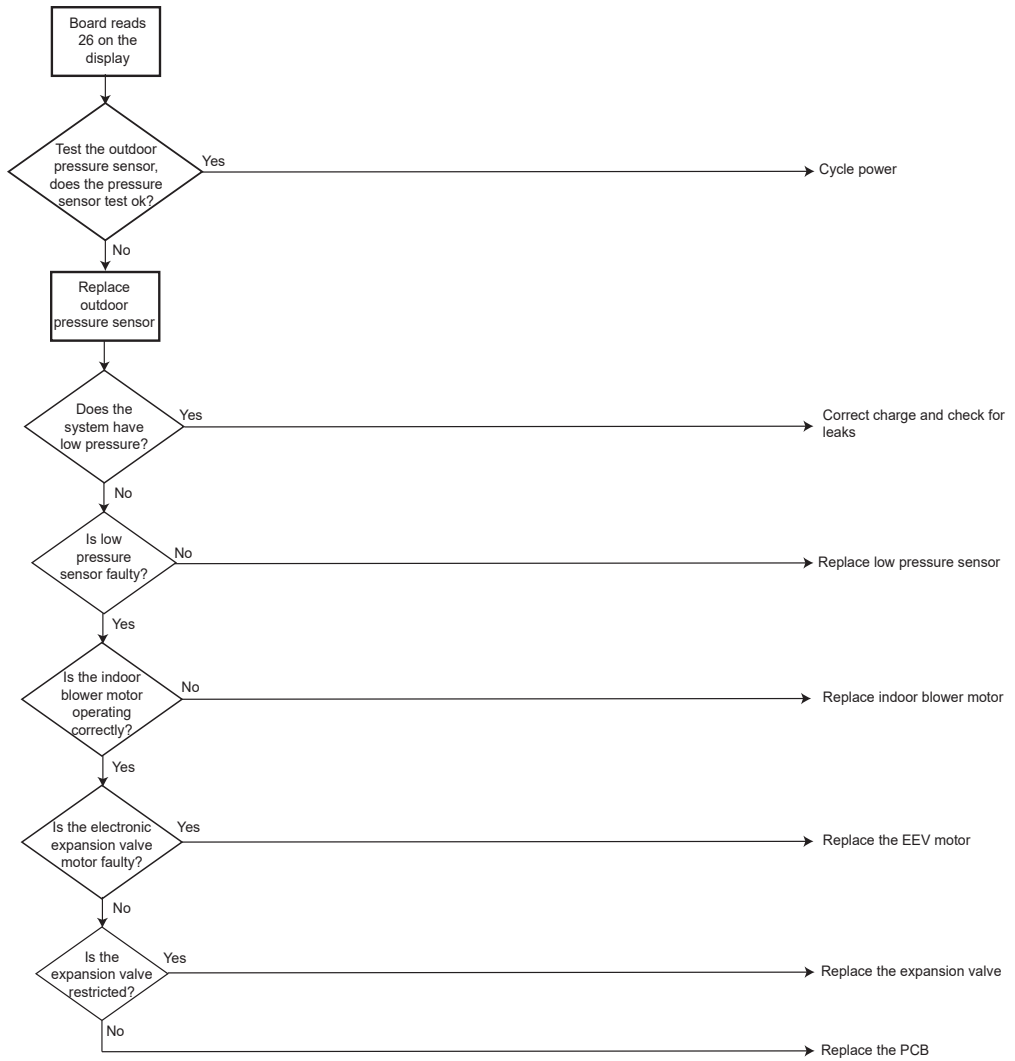 Board reads
26 on the
display
Test the outdoor
pressure sensor,
does the pressure
sensor test ok?
Yes
Cycle power
No
Replace
outdoor
pressure sensor
Does the
system have
low pressure?
Yes
Correct charge and check for
leaks
No
Is low
pressure
sensor faulty?
No
Replace low pressure sensor
Yes
Is the indoor
blower motor
operating
correctly?
No
Replace indoor blower motor
Yes
Is the electronic
expansion valve
motor faulty?
Yes
Replace the EEV motor
No
Is the
expansion valve
restricted?
Yes
Replace the expansion valve
No
Replace the PCB